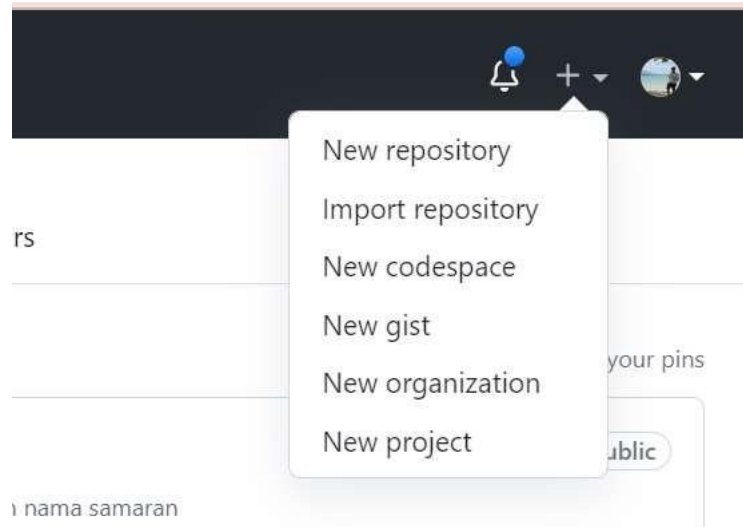 New repository
Import repository
rs
New codespace
New gist
your pins
New organization
New project
ublic
nama samaran